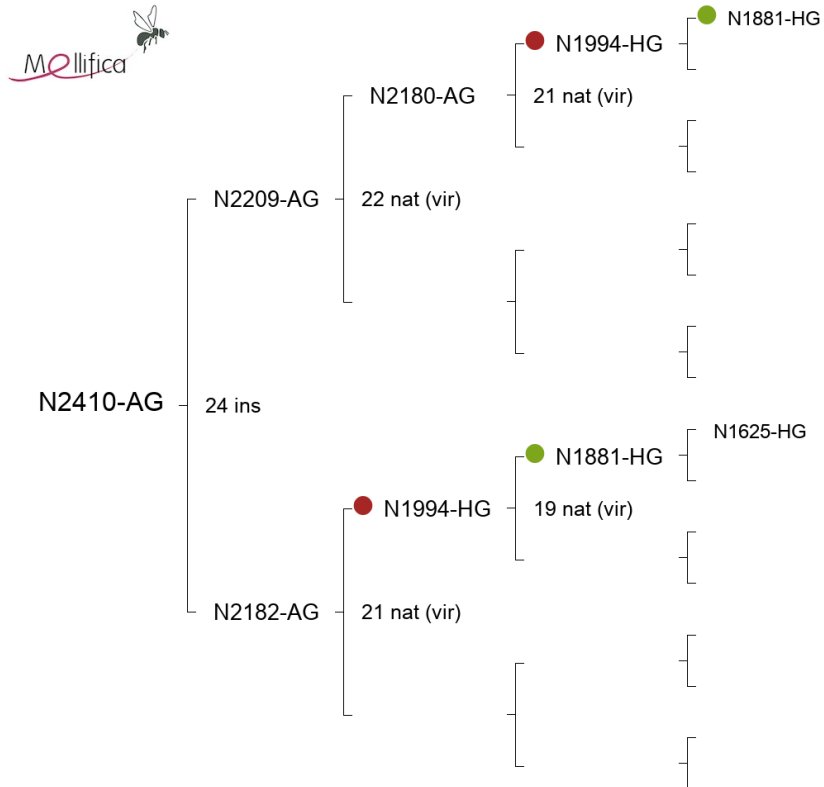 Mellifica
N1881-HG
N1994-HG
N2180-AG
21 nat (vir)
N2209-AG
22 nat (vir)
N2410-AG
24 ins
N1625-HG
N1881-HG
N1994-HG
19 nat (vir)
N2182-AG
21 nat (vir)